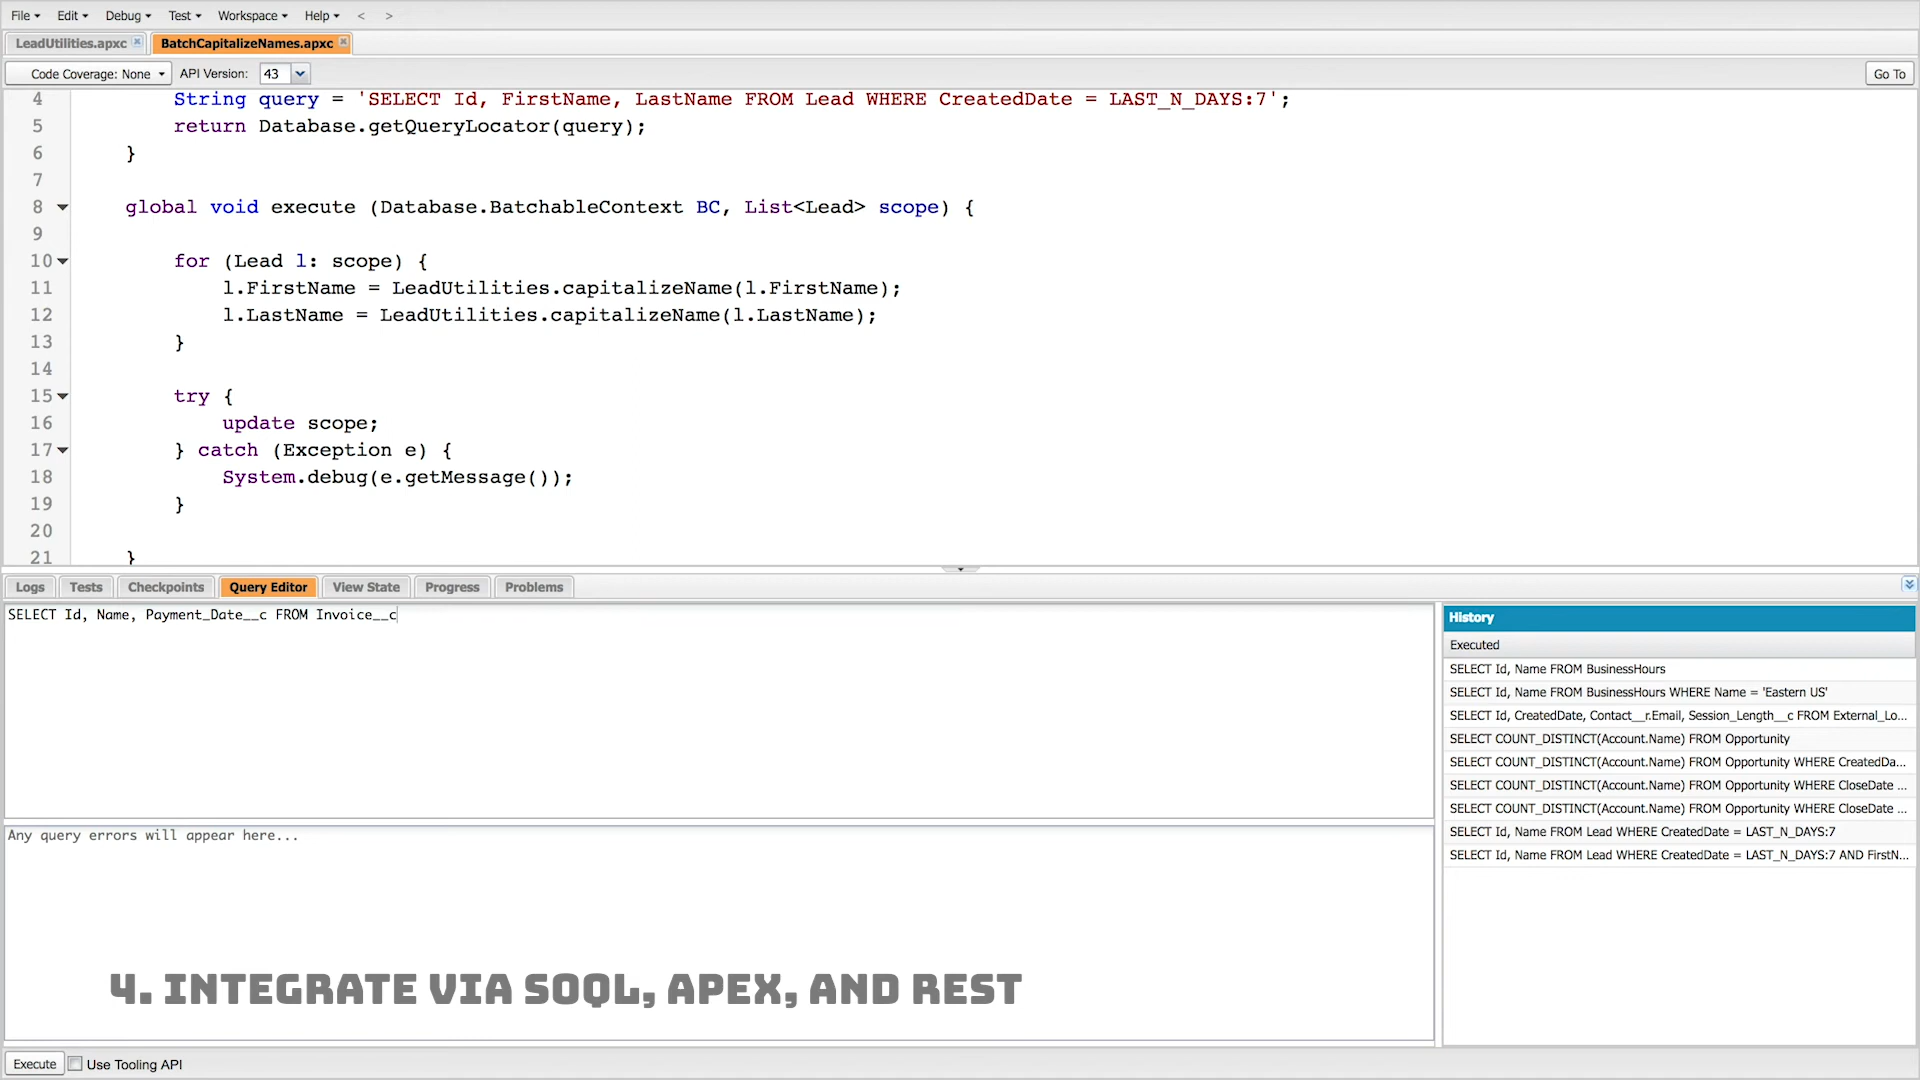 File Edit Debug Test Workspace Help < >
LeadUtilities.apxc BatchCapitalizeNames.apxc
Code Coverage: None API Version: 43 Go To
4 String query = 'SELECT Id, FirstName, LastName FROM Lead WHERE CreatedDate = LAST_N_DAYS:7';
5 return Database.getQueryLocator(query);
6 }
7
8 global void execute (Database.BatchableContext BC, List<Lead> scope) {
9
10 for (Lead l: scope) {
11 l.FirstName = LeadUtilities.capitalizeName(l.FirstName);
12 l.LastName = LeadUtilities.capitalizeName(l.LastName);
13 }
14
15 try {
16 update scope;
17 } catch (Exception e) {
18 System.debug(e.getMessage());
19 }
20
21 }
Logs Tests Checkpoints Query Editor View State Progress Problems
SELECT Id, Name, Payment_Date__c FROM Invoice__c
Any query errors will appear here...
History
Executed
SELECT Id, Name FROM BusinessHours
SELECT Id, Name FROM BusinessHours WHERE Name = 'Eastern US'
SELECT Id, CreatedDate, Contact__r.Email, Session_Length__c FROM External_Lo...
SELECT COUNT_DISTINCT(Account.Name) FROM Opportunity
SELECT COUNT_DISTINCT(Account.Name) FROM Opportunity WHERE CreatedDa...
SELECT COUNT_DISTINCT(Account.Name) FROM Opportunity WHERE CloseDate ...
SELECT COUNT_DISTINCT(Account.Name) FROM Opportunity WHERE CloseDate ...
SELECT Id, Name FROM Lead WHERE CreatedDate = LAST_N_DAYS:7
SELECT Id, Name FROM Lead WHERE CreatedDate = LAST_N_DAYS:7 AND FirstN...
4. INTEGRATE VIA SOQL, APEX, AND REST
Execute Use Tooling API